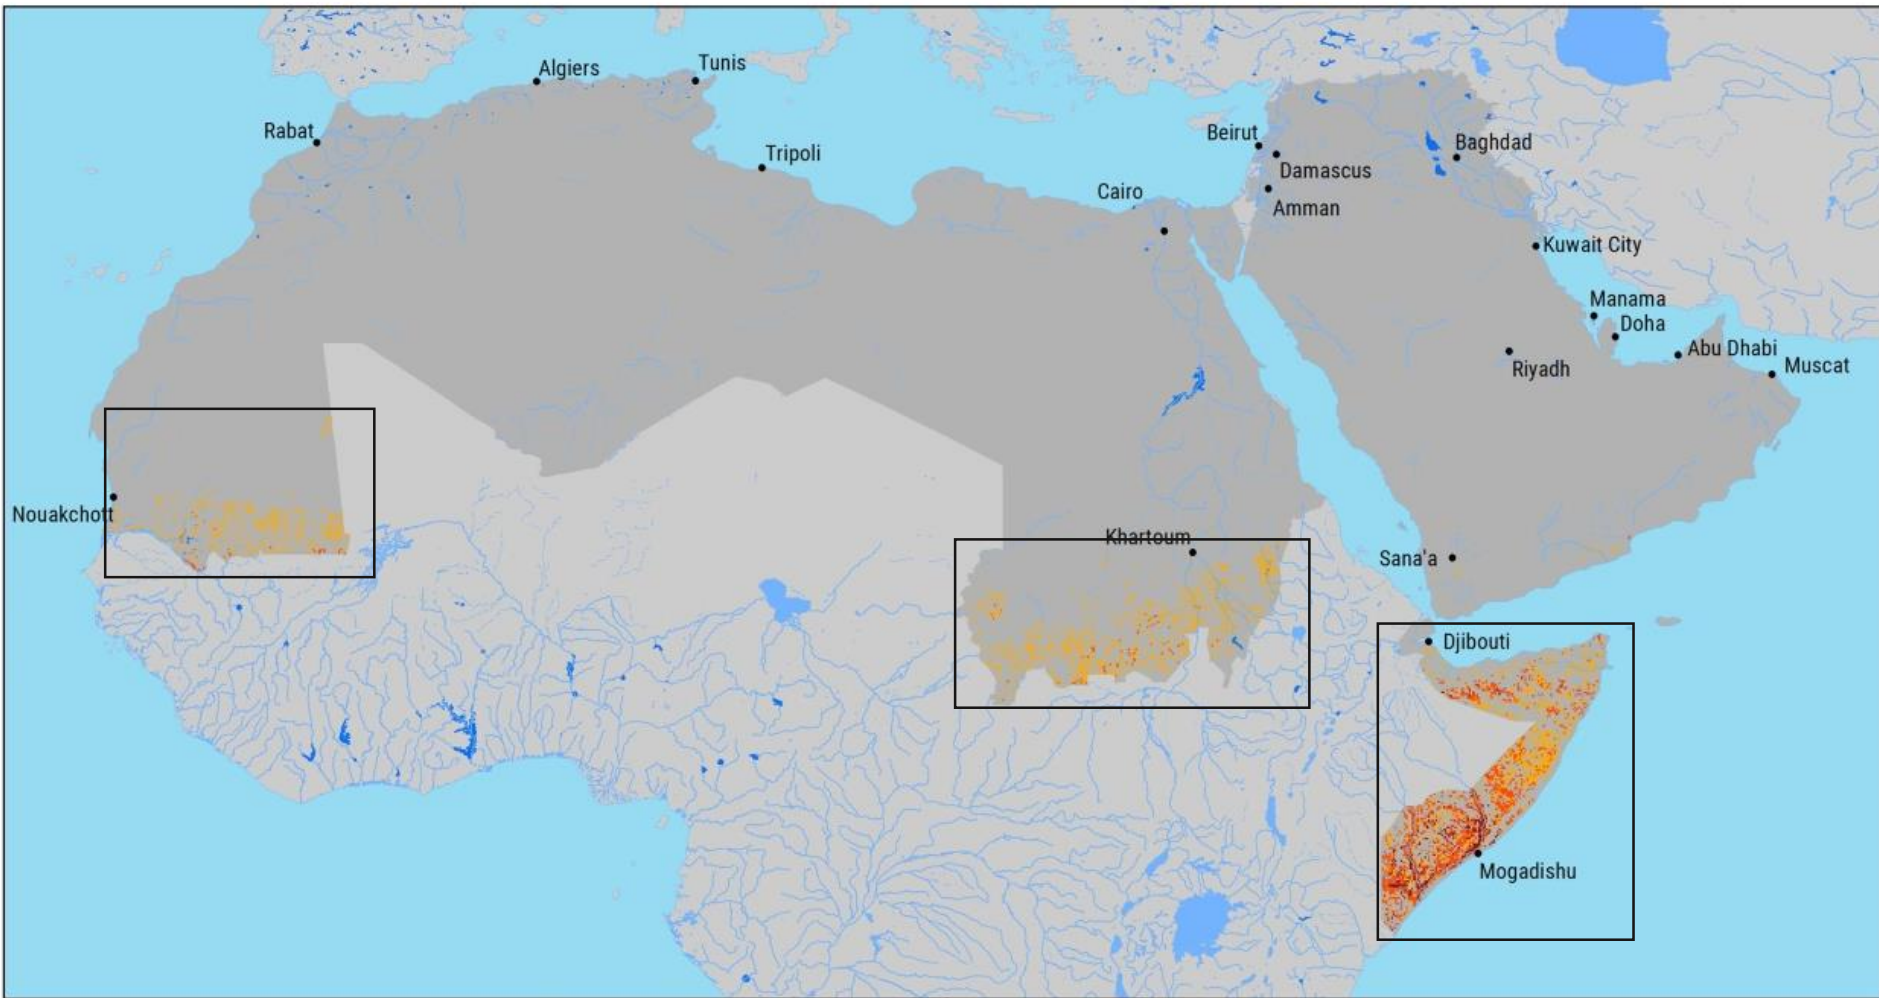 Algiers
Tunis
Rabat
Tripoli
Beirut
Baghdad
Damascus
Cairo
Amman
Kuwait City
Manama
Doha
Abu Dhabi
Muscat
Riyadh
Nouakchott
Khartoum
Sana'a
Djibouti
Mogadishu